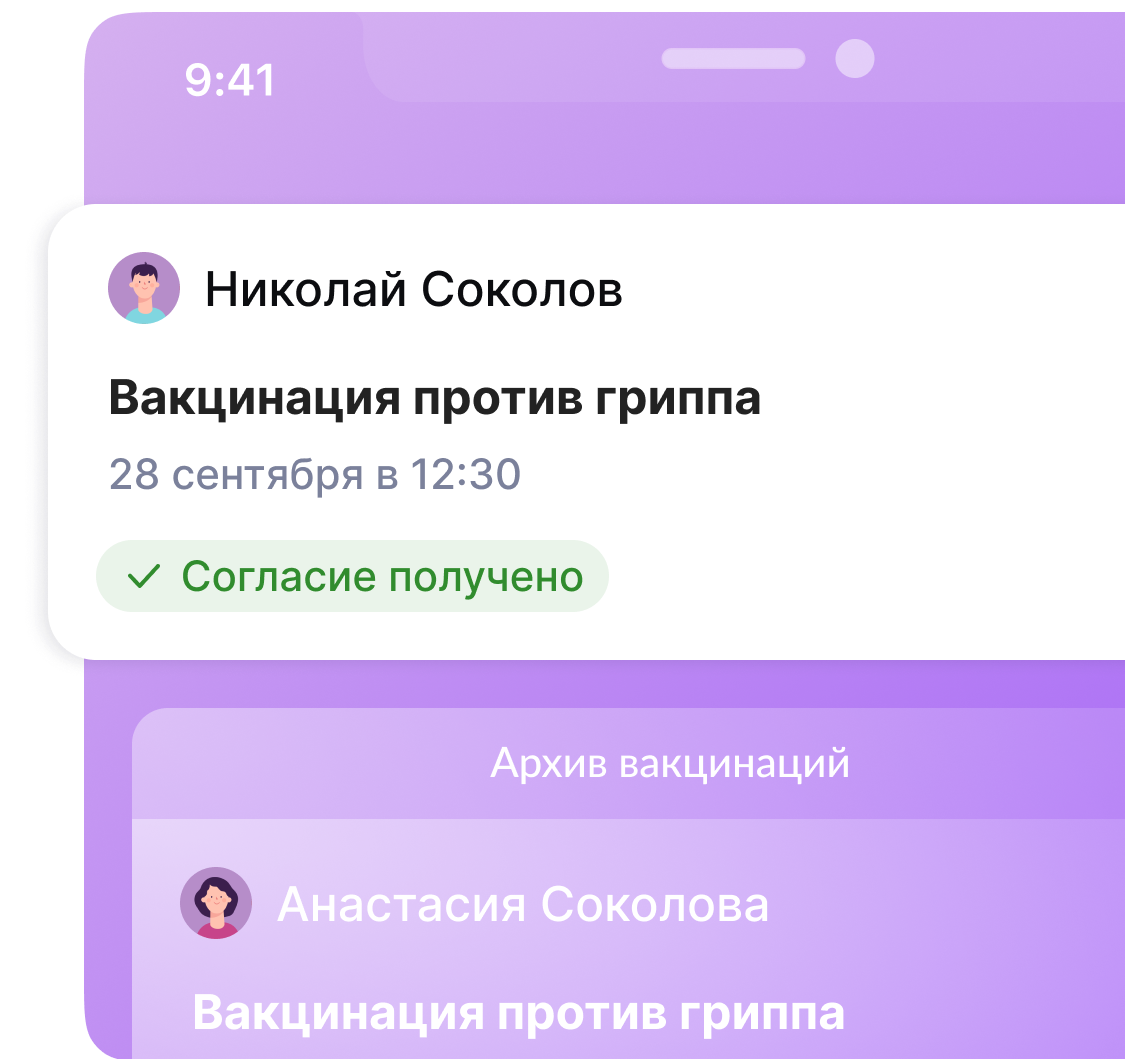 9:41
Николай Соколов
Вакцинация против гриппа
28 сентября в 12:30
Согласие получено
Архив вакцинаций
Анастасия Соколова
Вакцинация против гриппа